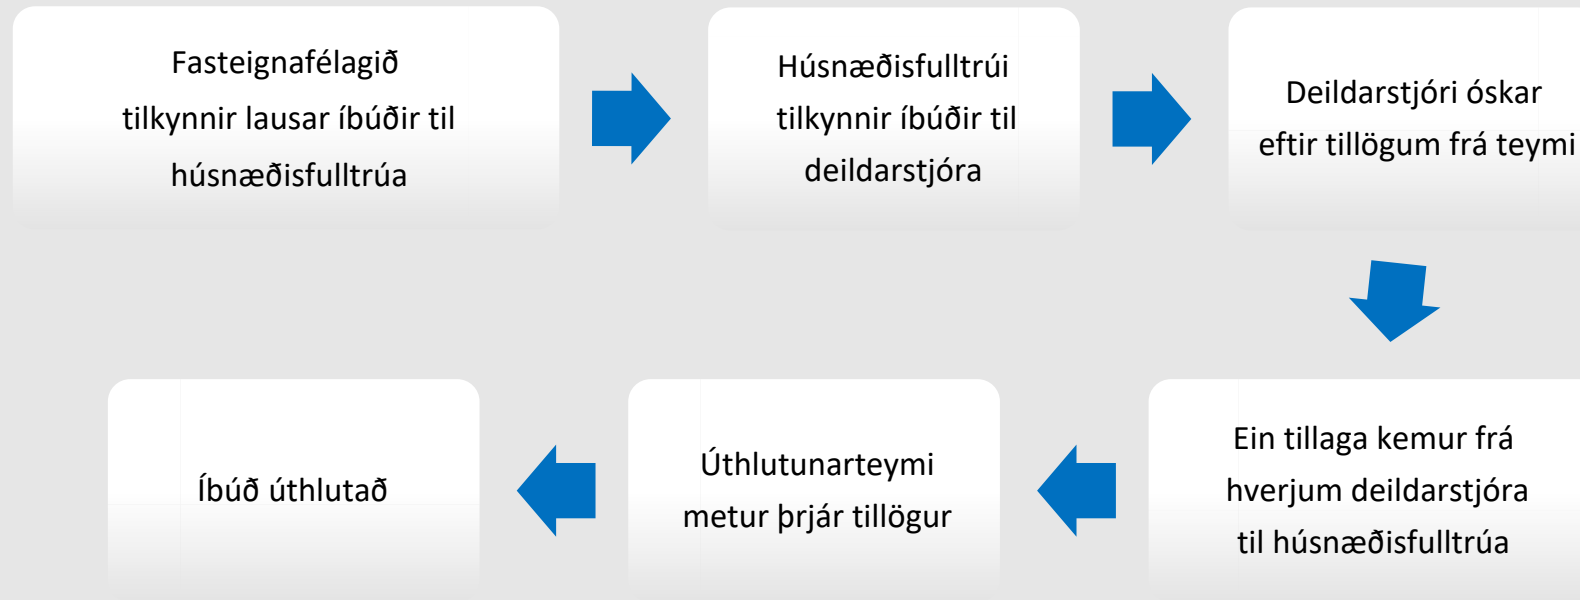 Fasteignafélagið
tilkynnir lausar íbúðir til
húsnæðisfulltrúa
Húsnæðisfulltrúi
tilkynnir íbúðir til
deildarstjóra
Deildarstjóri óskar
eftir tillögum frá teymi
Ein tillaga kemur frá
hverjum deildarstjóra
til húsnæðisfulltrúa
Úthlutunarteymi
metur þrjár tillögur
Íbúð úthlutað